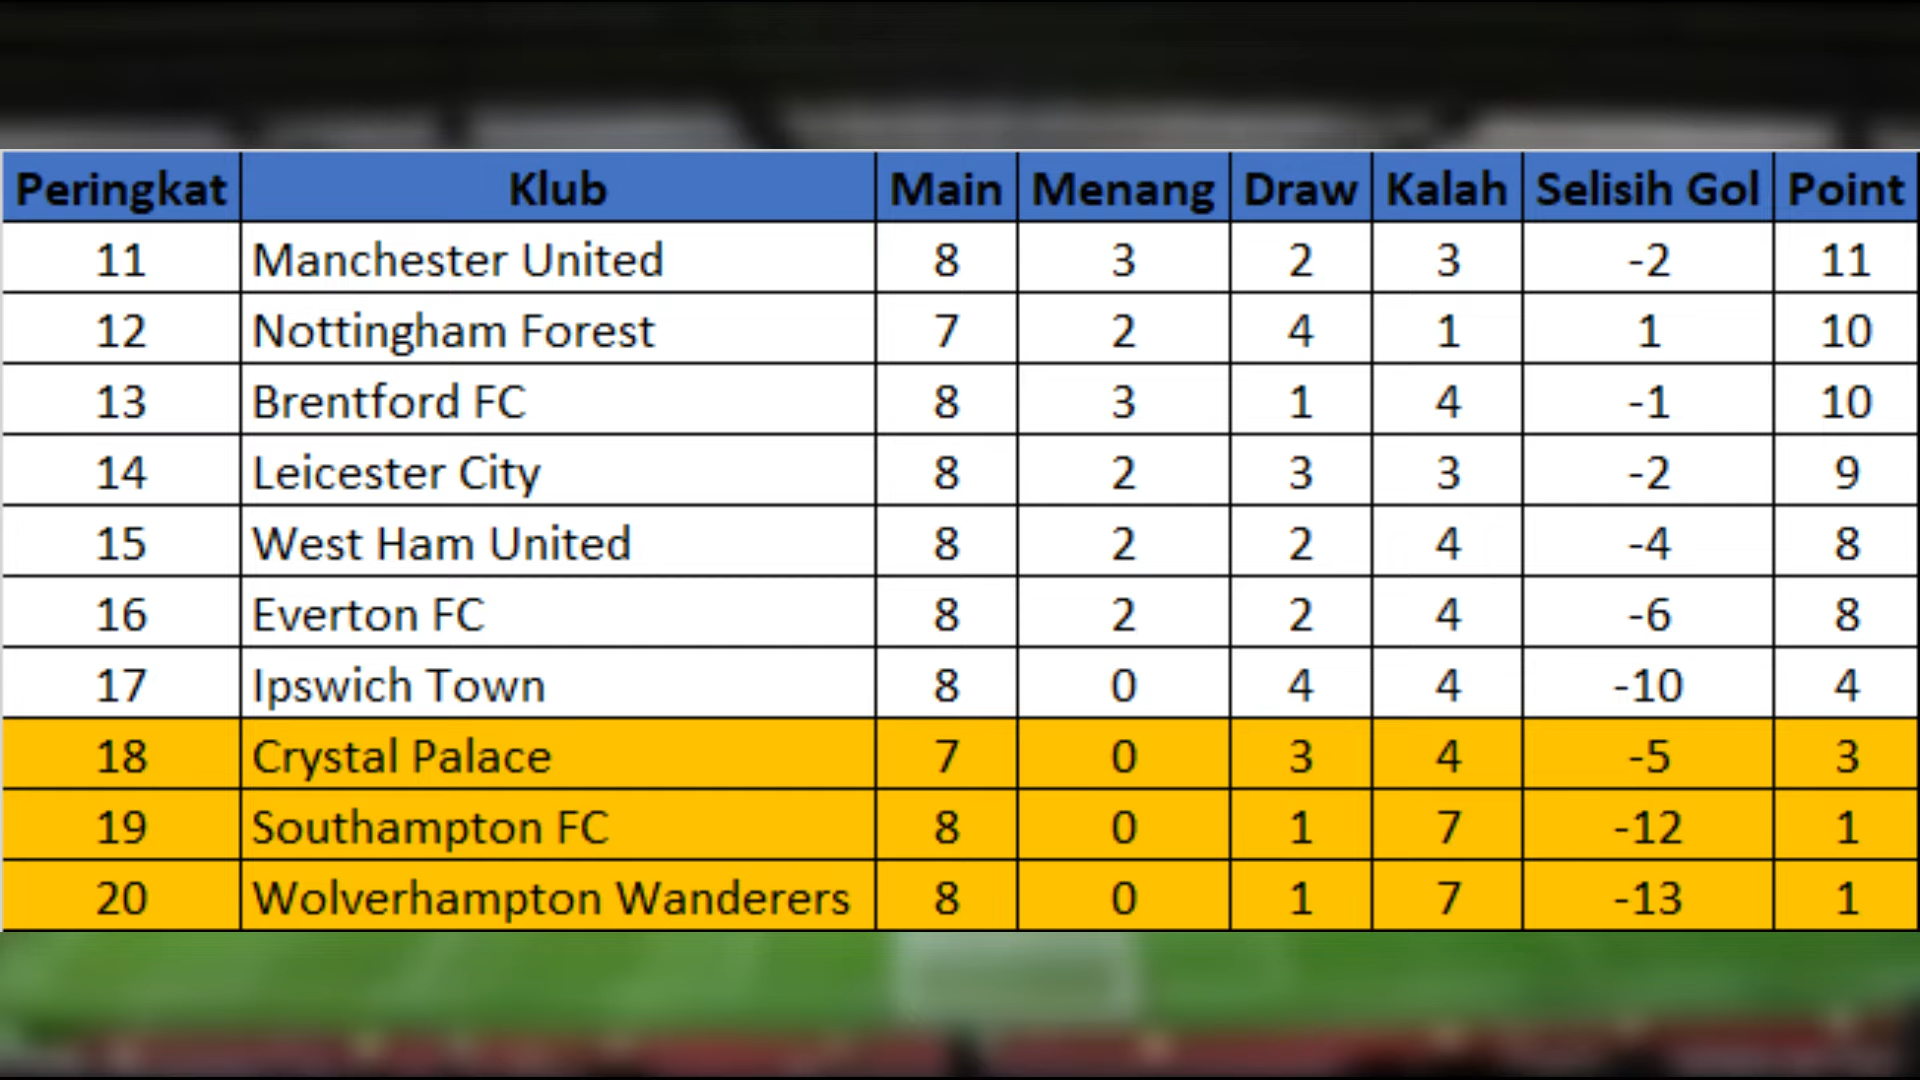 Peringkat Klub Main Menang Draw Kalah Selisih Gol Point
11 Manchester United 8 3 2 3 -2 11
12 Nottingham Forest 7 2 4 1 1 10
13 Brentford FC 8 3 1 4 -1 10
14 Leicester City 8 2 3 3 -2 9
15 West Ham United 8 2 2 4 -4 8
16 Everton FC 8 2 2 4 -6 8
17 Ipswich Town 8 0 4 4 -10 4
18 Crystal Palace 7 0 3 4 -5 3
19 Southampton FC 8 0 1 7 -12 1
20 Wolverhampton Wanderers 8 0 1 7 -13 1